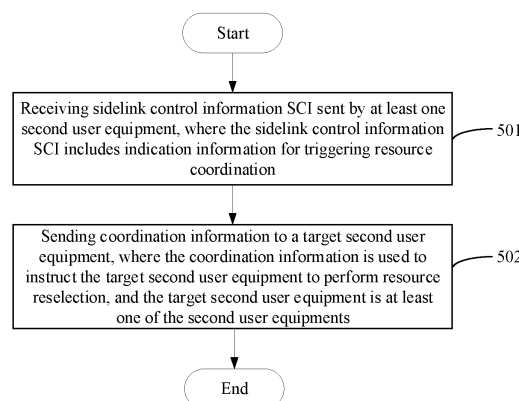 Start
Receiving sidelink control information SCI sent by at least one
second user equipment, where the sidelink control information
SCI includes indication information for triggering resource
coordination
501
Sending coordination information to a target second user
equipment, where the coordination information is used to
instruct the target second user equipment to perform resource
reselection, and the target second user equipment is at least
one of the second user equipments
502
End